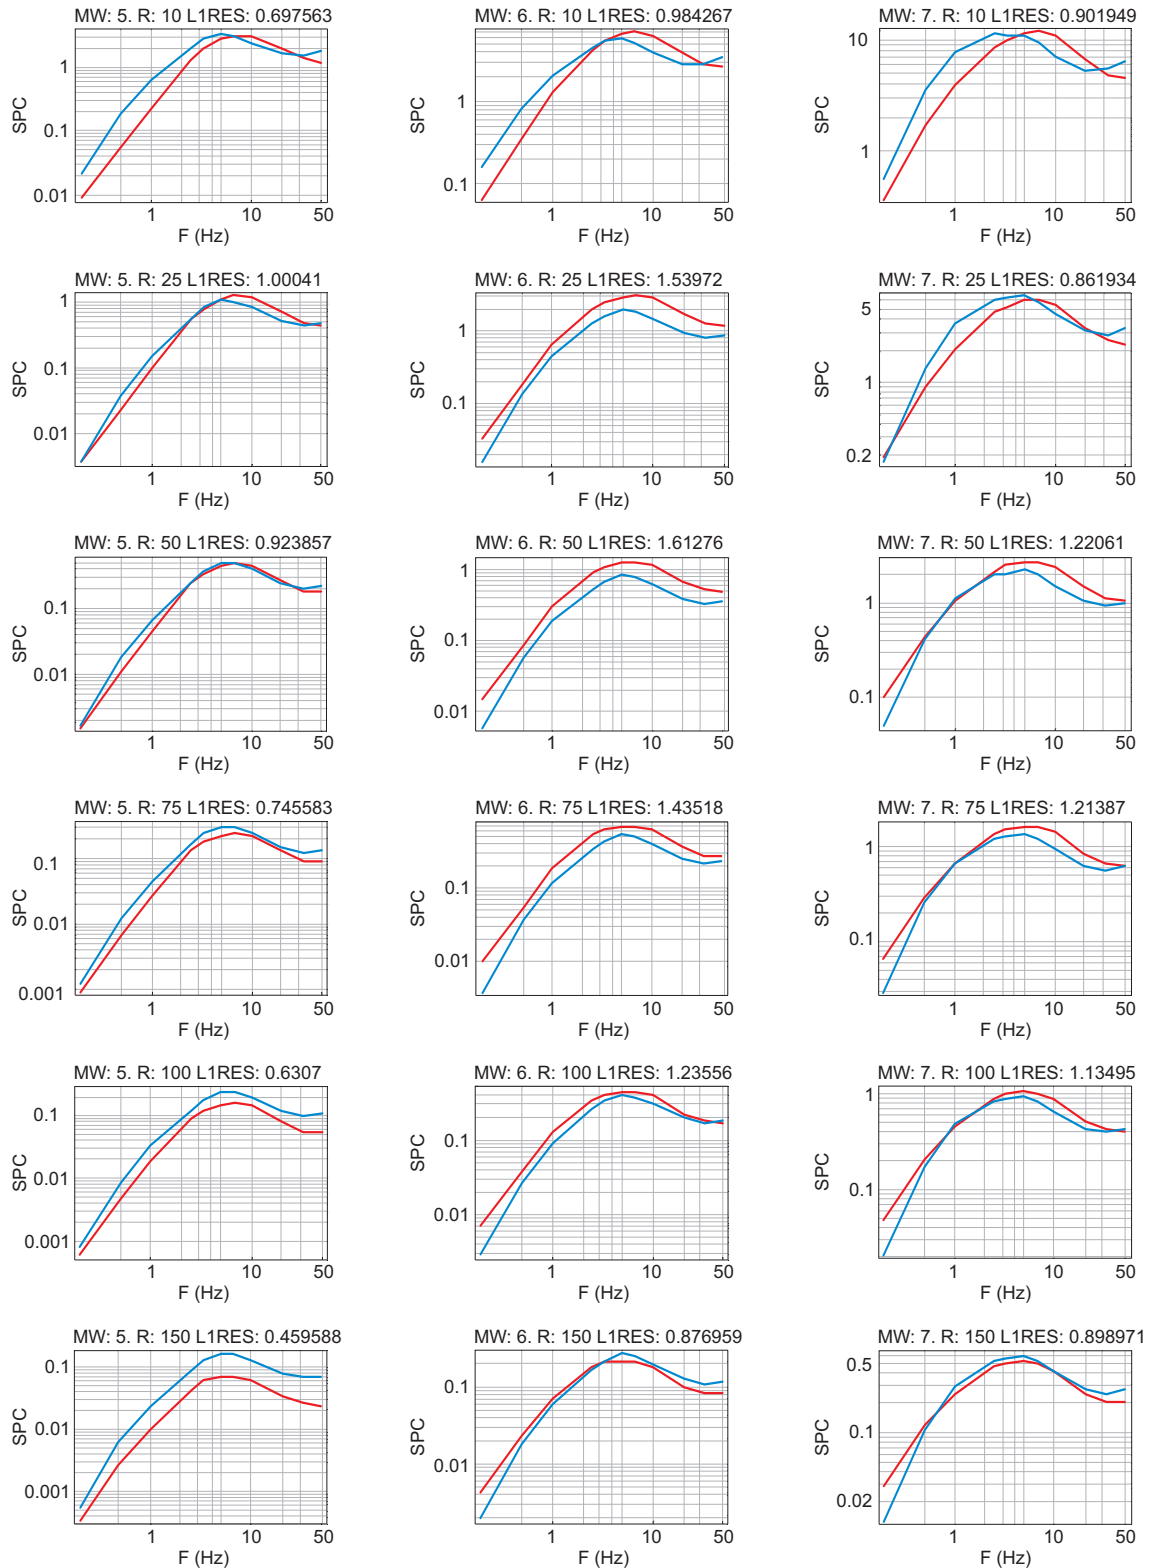 MW: 5. R: 10 L1RES: 0.697563
1
0.1
0.01
SPC
1 10 50
F (Hz)
MW: 6. R: 10 L1RES: 0.984267
1
0.1
SPC
1 10 50
F (Hz)
MW: 7. R: 10 L1RES: 0.901949
10
1
SPC
1 10 50
F (Hz)
MW: 5. R: 25 L1RES: 1.00041
1
0.1
0.01
SPC
1 10 50
F (Hz)
MW: 6. R: 25 L1RES: 1.53972
1
0.1
SPC
1 10 50
F (Hz)
MW: 7. R: 25 L1RES: 0.861934
5
1
0.2
SPC
1 10 50
F (Hz)
MW: 5. R: 50 L1RES: 0.923857
0.1
0.01
SPC
1 10 50
F (Hz)
MW: 6. R: 50 L1RES: 1.61276
1
0.1
0.01
SPC
1 10 50
F (Hz)
MW: 7. R: 50 L1RES: 1.22061
1
0.1
SPC
1 10 50
F (Hz)
MW: 5. R: 75 L1RES: 0.745583
0.1
0.01
0.001
SPC
1 10 50
F (Hz)
MW: 6. R: 75 L1RES: 1.43518
0.1
0.01
SPC
1 10 50
F (Hz)
MW: 7. R: 75 L1RES: 1.21387
1
0.1
SPC
1 10 50
F (Hz)
MW: 5. R: 100 L1RES: 0.6307
0.1
0.01
0.001
SPC
1 10 50
F (Hz)
MW: 6. R: 100 L1RES: 1.23556
0.1
0.01
SPC
1 10 50
F (Hz)
MW: 7. R: 100 L1RES: 1.13495
1
0.1
SPC
1 10 50
F (Hz)
MW: 5. R: 150 L1RES: 0.459588
0.1
0.01
0.001
SPC
1 10 50
F (Hz)
MW: 6. R: 150 L1RES: 0.876959
0.1
0.01
SPC
1 10 50
F (Hz)
MW: 7. R: 150 L1RES: 0.898971
0.5
0.1
0.02
SPC
1 10 50
F (Hz)